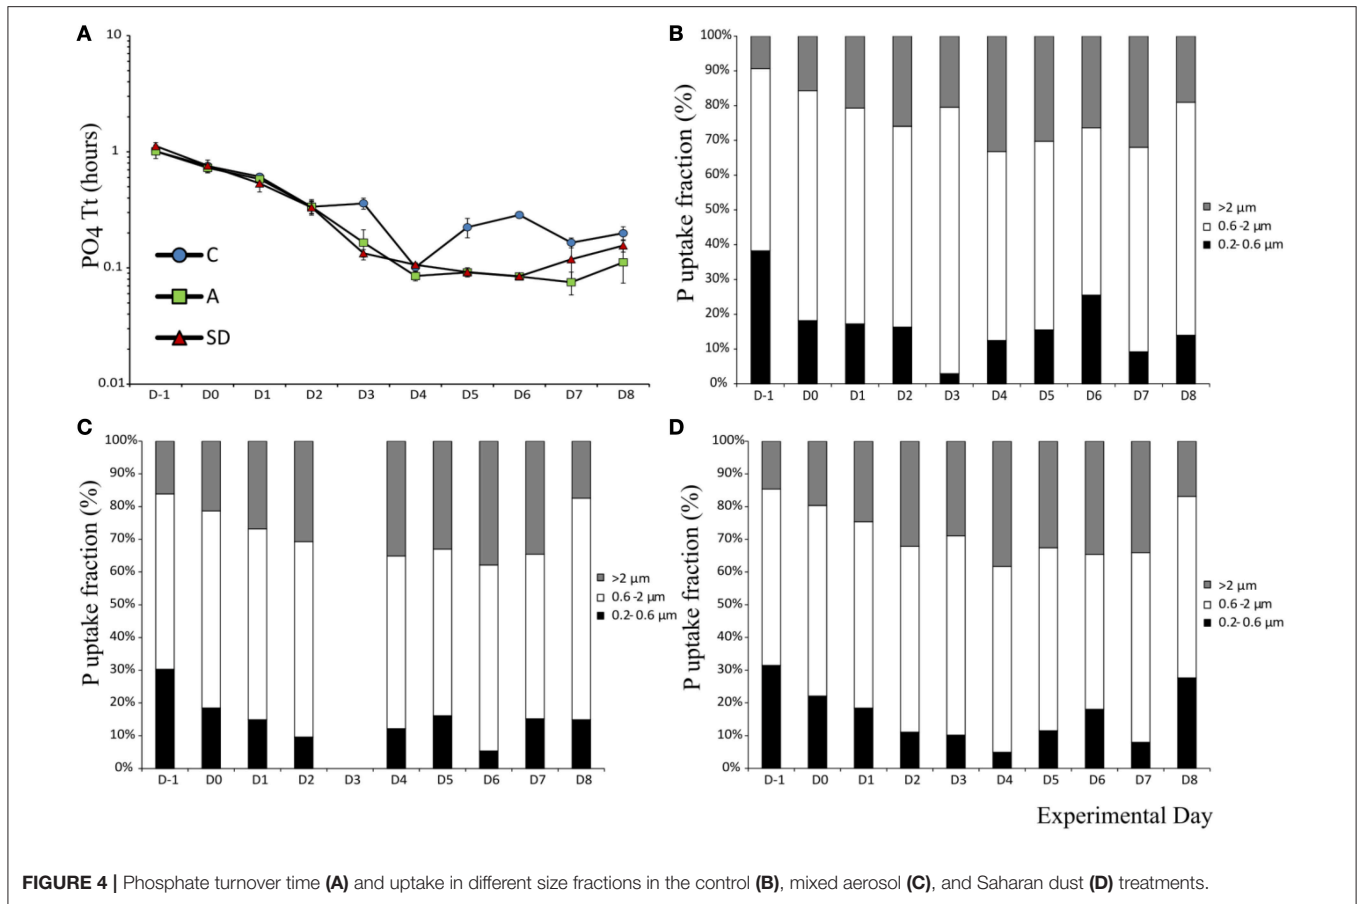 A
10
1
0.1
0.01
PO4 Tt (hours)
C
A
SD
D-1 D0 D1 D2 D3 D4 D5 D6 D7 D8
B
100%
90%
80%
70%
60%
50%
40%
30%
20%
10%
0%
P uptake fraction (%)
>2 µm
0.6-2 µm
0.2-0.6 µm
D-1 D0 D1 D2 D3 D4 D5 D6 D7 D8
C
100%
90%
80%
70%
60%
50%
40%
30%
20%
10%
0%
P uptake fraction (%)
>2 µm
0.6-2 µm
0.2-0.6 µm
D-1 D0 D1 D2 D3 D4 D5 D6 D7 D8
D
100%
90%
80%
70%
60%
50%
40%
30%
20%
10%
0%
P uptake fraction (%)
>2 µm
0.6-2 µm
0.2-0.6 µm
D-1 D0 D1 D2 D3 D4 D5 D6 D7 D8
Experimental Day
FIGURE 4 | Phosphate turnover time (A) and uptake in different size fractions in the control (B), mixed aerosol (C), and Saharan dust (D) treatments.